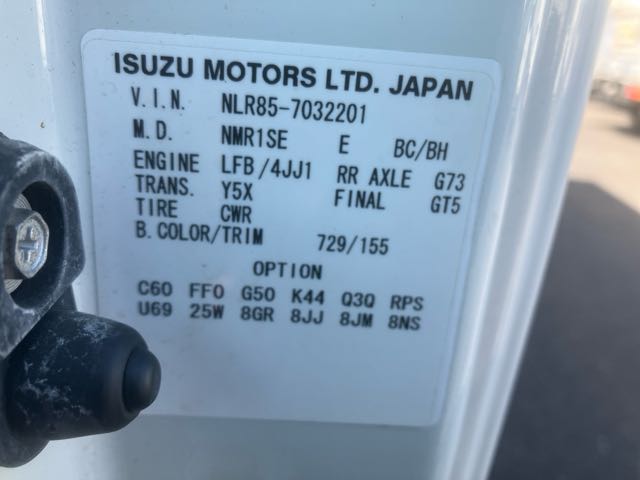 ISUZU MOTORS LTD. JAPAN
V.I.N. NLR85-7032201
M.D. NMR1SE E BC/BH
ENGINE LFB/4JJ1 RR AXLE G73
TRANS. Y5X FINAL GT5
TIRE CWR
B.COLOR/TRIM 729/155
OPTION
C60 FF0 G50 K44 Q3Q RPS
U69 25W 8GR 8JJ 8JM 8NS